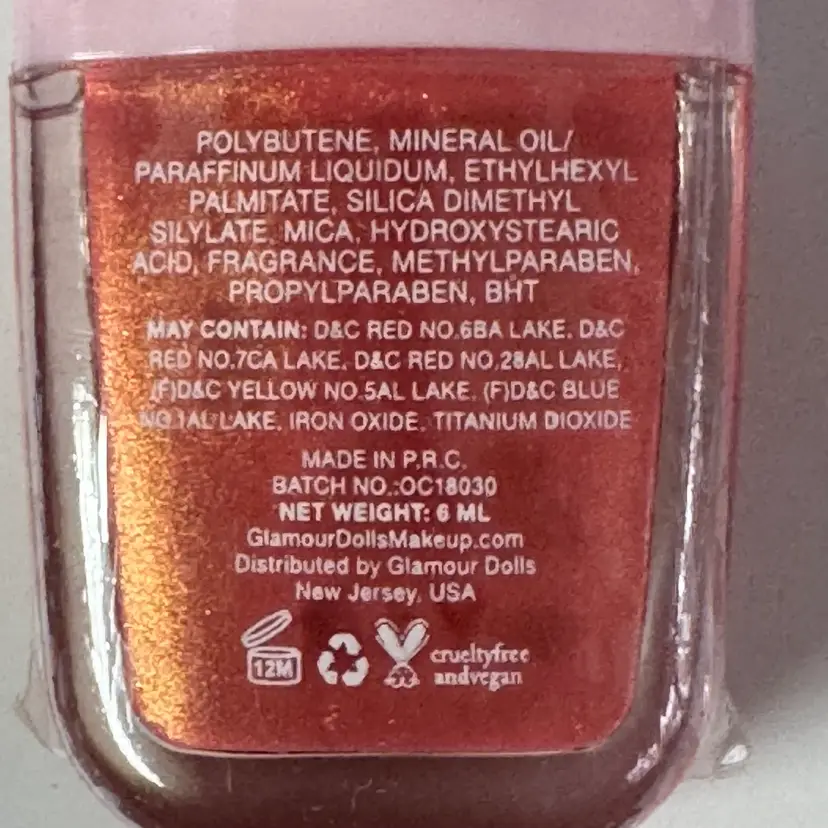 POLYBUTENE, MINERAL OIL/
PARAFFINUM LIQUIDUM, ETHYLHEXYL
PALMITATE, SILICA DIMETHYL
SILYLATE, MICA, HYDROXYSTEARIC
ACID, FRAGRANCE, METHYLPARABEN,
PROPYLPARABEN, BHT
MAY CONTAIN: D&C RED NO.6BA LAKE, D&C
RED NO.7CA LAKE, D&C RED NO.28AL LAKE,
(F)D&C YELLOW NO.5AL LAKE, (F)D&C BLUE
NO.1AL LAKE, IRON OXIDE, TITANIUM DIOXIDE
MADE IN P.R.C.
BATCH NO.:OC18030
NET WEIGHT: 6 ML
GlamourDollsMakeup.com
Distributed by Glamour Dolls
New Jersey, USA
12M
crueltyfree
andvegan